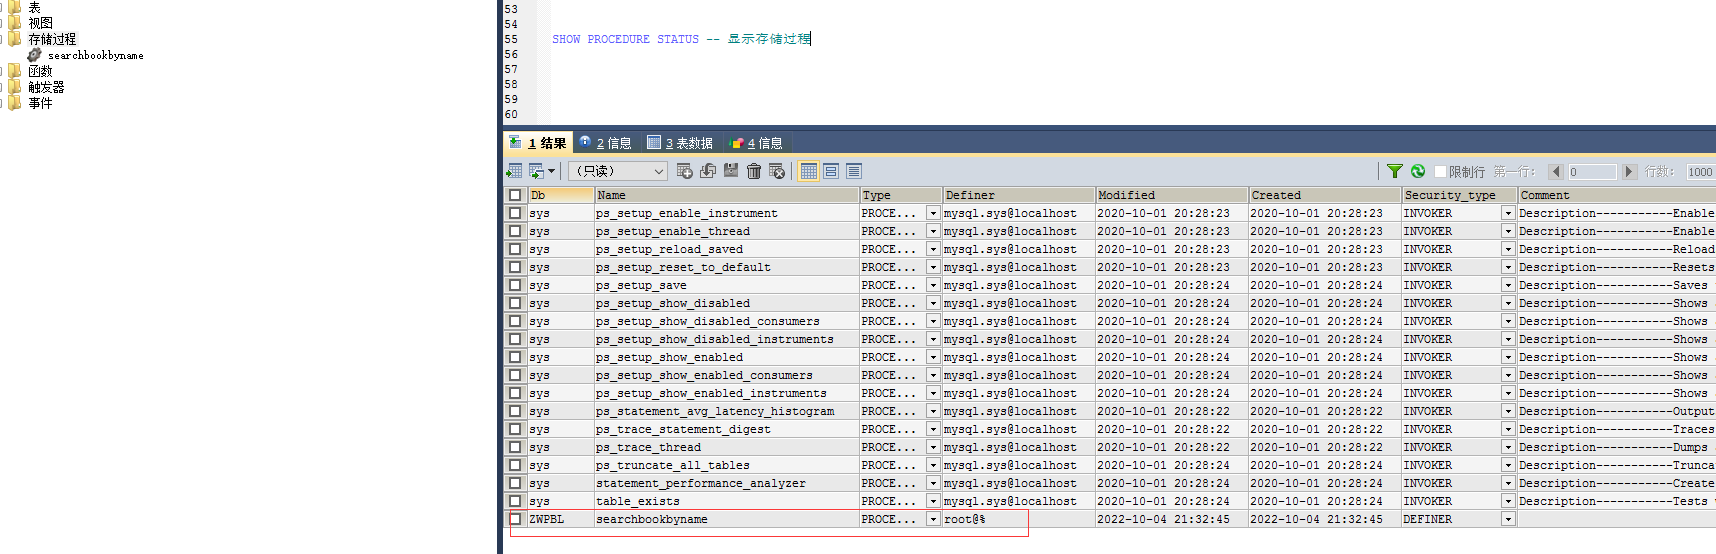 表
视图
存储过程
searchbookbyname
函数
触发器
事件
53
54
55 SHOW PROCEDURE STATUS -- 显示存储过程
56
57
58
59
60
1 结果 2 信息 3 表数据 4 信息
（只读） 限制行 第一行: 0 行数: 1000
Db Name Type Definer Modified Created Security_type Comment
sys ps_setup_enable_instrument PROCE... mysql.sys@localhost 2020-10-01 20:28:23 2020-10-01 20:28:23 INVOKER Description-----------Enable
sys ps_setup_enable_thread PROCE... mysql.sys@localhost 2020-10-01 20:28:23 2020-10-01 20:28:23 INVOKER Description-----------Enable
sys ps_setup_reload_saved PROCE... mysql.sys@localhost 2020-10-01 20:28:23 2020-10-01 20:28:23 INVOKER Description-----------Reload
sys ps_setup_reset_to_default PROCE... mysql.sys@localhost 2020-10-01 20:28:23 2020-10-01 20:28:23 INVOKER Description-----------Resets
sys ps_setup_save PROCE... mysql.sys@localhost 2020-10-01 20:28:24 2020-10-01 20:28:24 INVOKER Description-----------Saves
sys ps_setup_show_disabled PROCE... mysql.sys@localhost 2020-10-01 20:28:24 2020-10-01 20:28:24 INVOKER Description-----------Shows
sys ps_setup_show_disabled_consumers PROCE... mysql.sys@localhost 2020-10-01 20:28:24 2020-10-01 20:28:24 INVOKER Description-----------Shows
sys ps_setup_show_disabled_instruments PROCE... mysql.sys@localhost 2020-10-01 20:28:24 2020-10-01 20:28:24 INVOKER Description-----------Shows
sys ps_setup_show_enabled PROCE... mysql.sys@localhost 2020-10-01 20:28:24 2020-10-01 20:28:24 INVOKER Description-----------Shows
sys ps_setup_show_enabled_consumers PROCE... mysql.sys@localhost 2020-10-01 20:28:24 2020-10-01 20:28:24 INVOKER Description-----------Shows
sys ps_setup_show_enabled_instruments PROCE... mysql.sys@localhost 2020-10-01 20:28:24 2020-10-01 20:28:24 INVOKER Description-----------Shows
sys ps_statement_avg_latency_histogram PROCE... mysql.sys@localhost 2020-10-01 20:28:22 2020-10-01 20:28:22 INVOKER Description-----------Output
sys ps_trace_statement_digest PROCE... mysql.sys@localhost 2020-10-01 20:28:22 2020-10-01 20:28:22 INVOKER Description-----------Traces
sys ps_trace_thread PROCE... mysql.sys@localhost 2020-10-01 20:28:22 2020-10-01 20:28:22 INVOKER Description-----------Dumps
sys ps_truncate_all_tables PROCE... mysql.sys@localhost 2020-10-01 20:28:24 2020-10-01 20:28:24 INVOKER Description-----------Truncat
sys statement_performance_analyzer PROCE... mysql.sys@localhost 2020-10-01 20:28:24 2020-10-01 20:28:24 INVOKER Description-----------Create
sys table_exists PROCE... mysql.sys@localhost 2020-10-01 20:28:24 2020-10-01 20:28:24 INVOKER Description-----------Tests
ZWPBL searchbookbyname PROCE... root@% 2022-10-04 21:32:45 2022-10-04 21:32:45 DEFINER